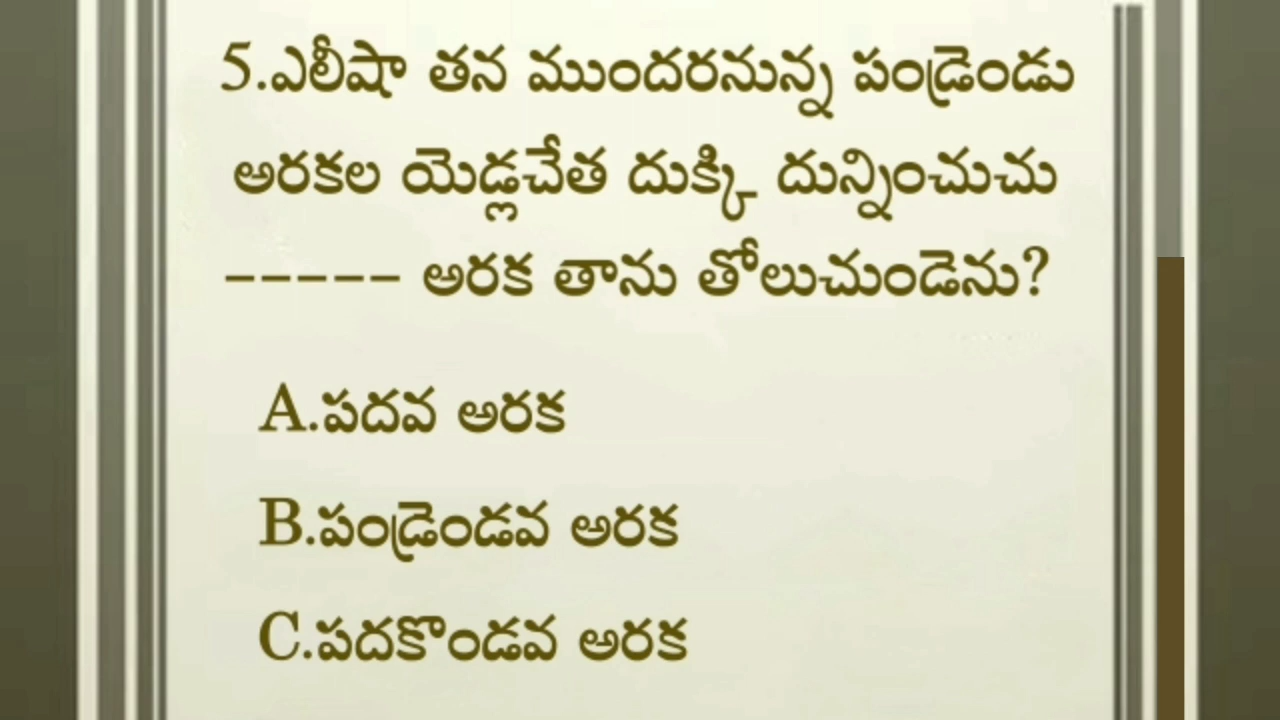 5.ఎలీషా తన ముందరనున్న పండ్రెండు
అరకల యెడ్లచేత దుక్కి దున్నించుచు
----- అరక తాను తోలుచుండెను?
A.పదవ అరక
B.పండ్రెండవ అరక
C.పదకొండవ అరక